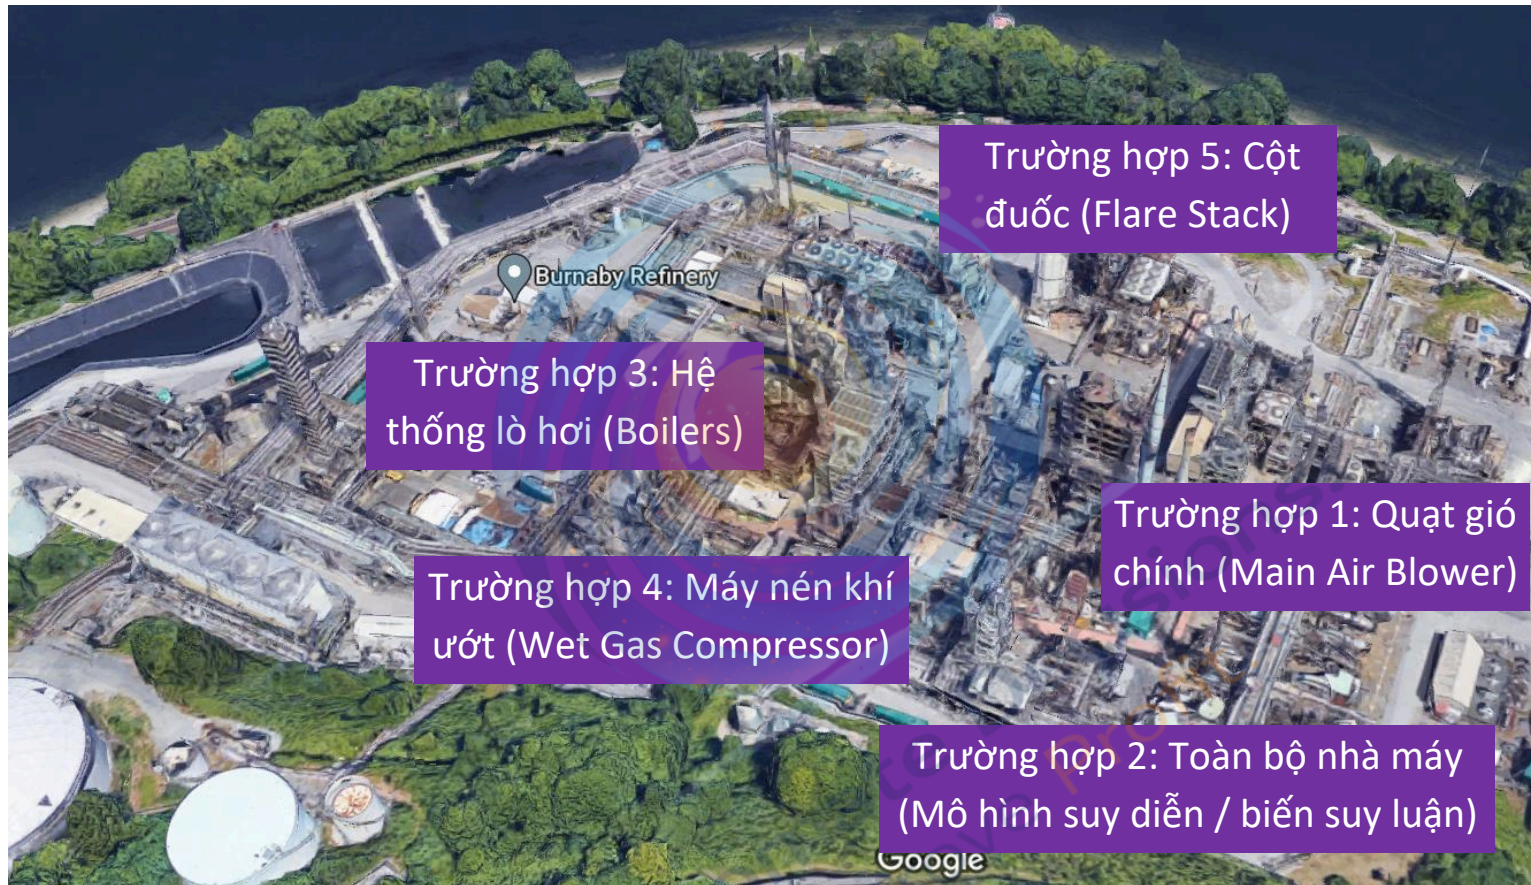 Trường hợp 5: Cột
đuốc (Flare Stack)
Burnaby Refinery
Trường hợp 3: Hệ
thống lò hơi (Boilers)
Trường hợp 1: Quạt gió
chính (Main Air Blower)
Trường hợp 4: Máy nén khí
ướt (Wet Gas Compressor)
Trường hợp 2: Toàn bộ nhà máy
(Mô hình suy diễn / biến suy luận)
Google